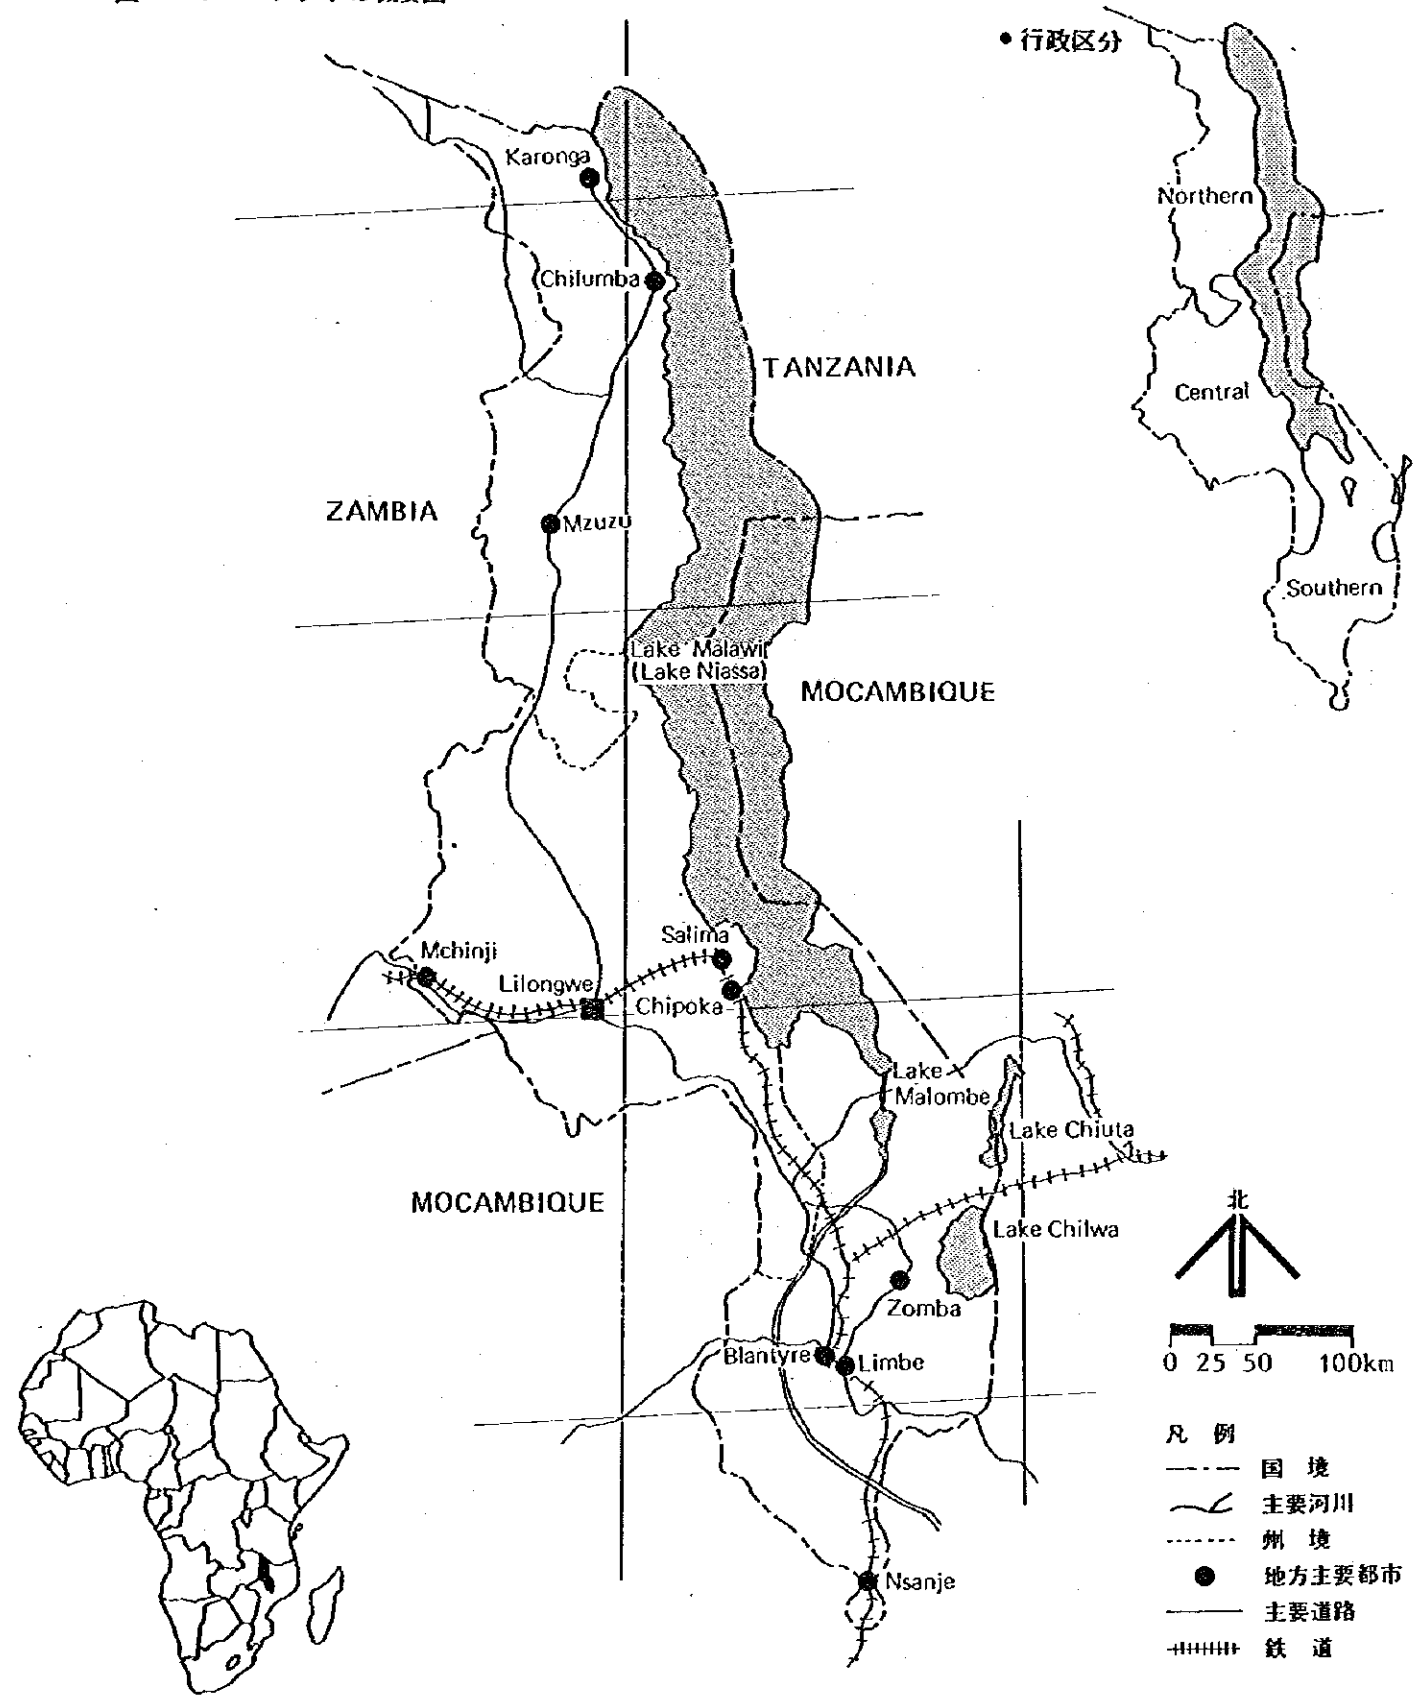 • 行政区分
Karonga
Northern
Chilumba
TANZANIA
Central
ZAMBIA
Mzuzu
Southern
Lake Malawi
(Lake Niassa)
MOCAMBIQUE
Salima
Mchinji
Lilongwe
Chipoka
Lake
Malombe
Lake Chiuta
MOCAMBIQUE
Lake Chilwa
Zomba
Blantyre
Limbe
Nsanje
北
0 25 50 100km
凡 例
国 境
主要河川
州 境
地方主要都市
主要道路
鉄 道